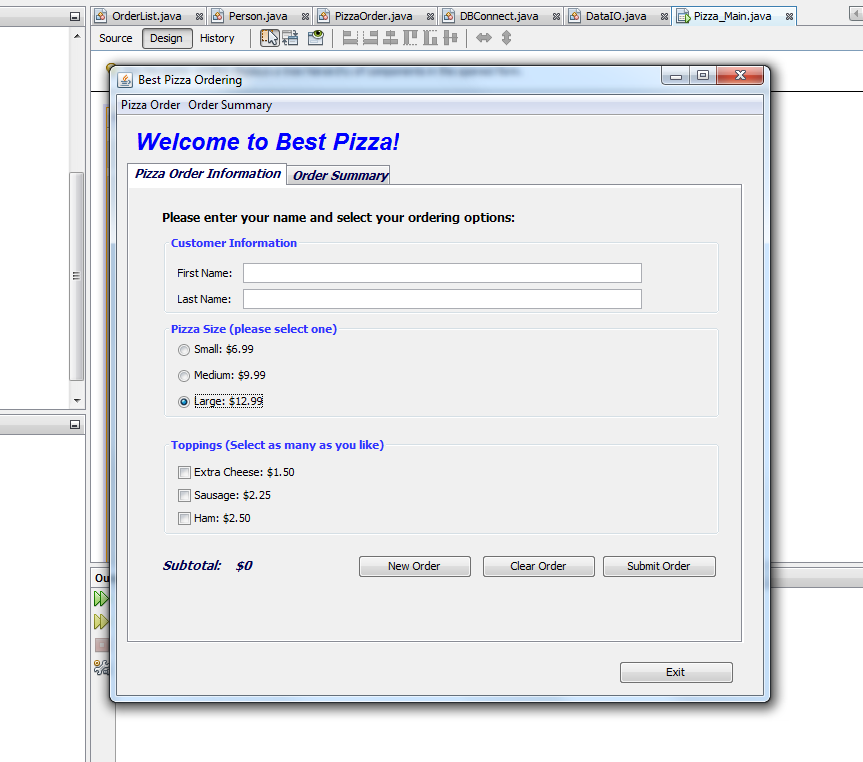 OrderList.java Person.java PizzaOrder.java DBConnect.java DataIO.java Pizza_Main.java
Source Design History
Best Pizza Ordering
Pizza Order Order Summary
Welcome to Best Pizza!
Pizza Order Information Order Summary
Please enter your name and select your ordering options:
Customer Information
First Name:
Last Name:
Pizza Size (please select one)
Small: $6.99
Medium: $9.99
Large: $12.99
Toppings (Select as many as you like)
Extra Cheese: $1.50
Sausage: $2.25
Ham: $2.50
Subtotal: $0 New Order Clear Order Submit Order
Ou
Exit